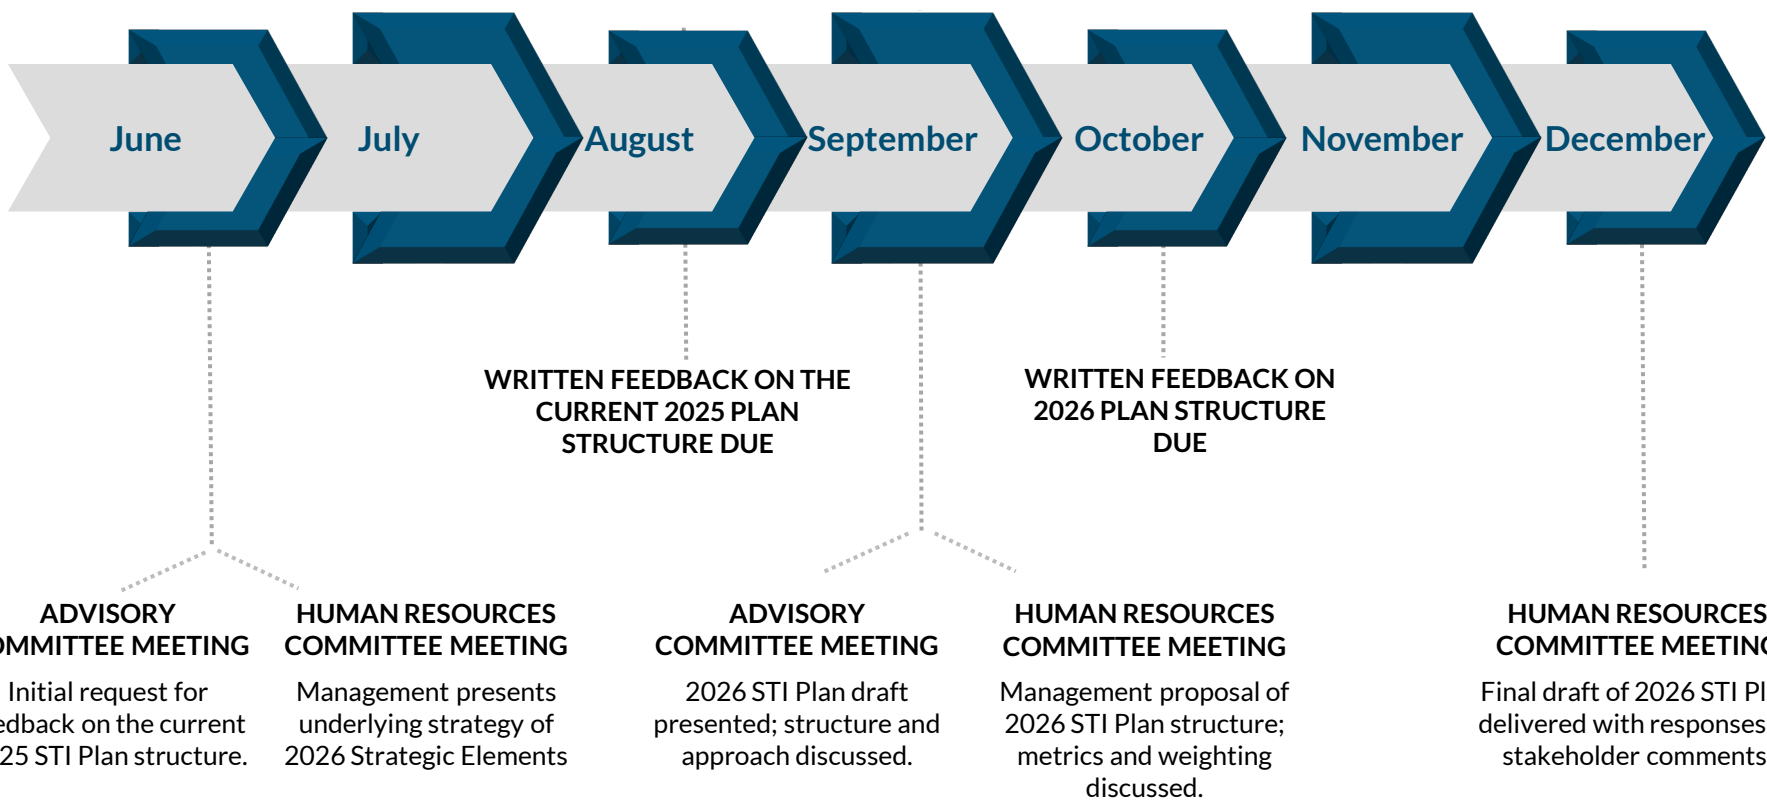 June
July
August
September
October
November
December
WRITTEN FEEDBACK ON THE
CURRENT 2025 PLAN
STRUCTURE DUE
WRITTEN FEEDBACK ON
2026 PLAN STRUCTURE
DUE
ADVISORY
OMMITTEE MEETING
Initial request for
edback on the current
25 STI Plan structure.
HUMAN RESOURCES
COMMITTEE MEETING
Management presents
underlying strategy of
2026 Strategic Elements
ADVISORY
COMMITTEE MEETING
2026 STI Plan draft
presented; structure and
approach discussed.
HUMAN RESOURCES
COMMITTEE MEETING
Management proposal of
2026 STI Plan structure;
metrics and weighting
discussed.
HUMAN RESOURCES
COMMITTEE MEETING
Final draft of 2026 STI Pl
delivered with responses
stakeholder comments